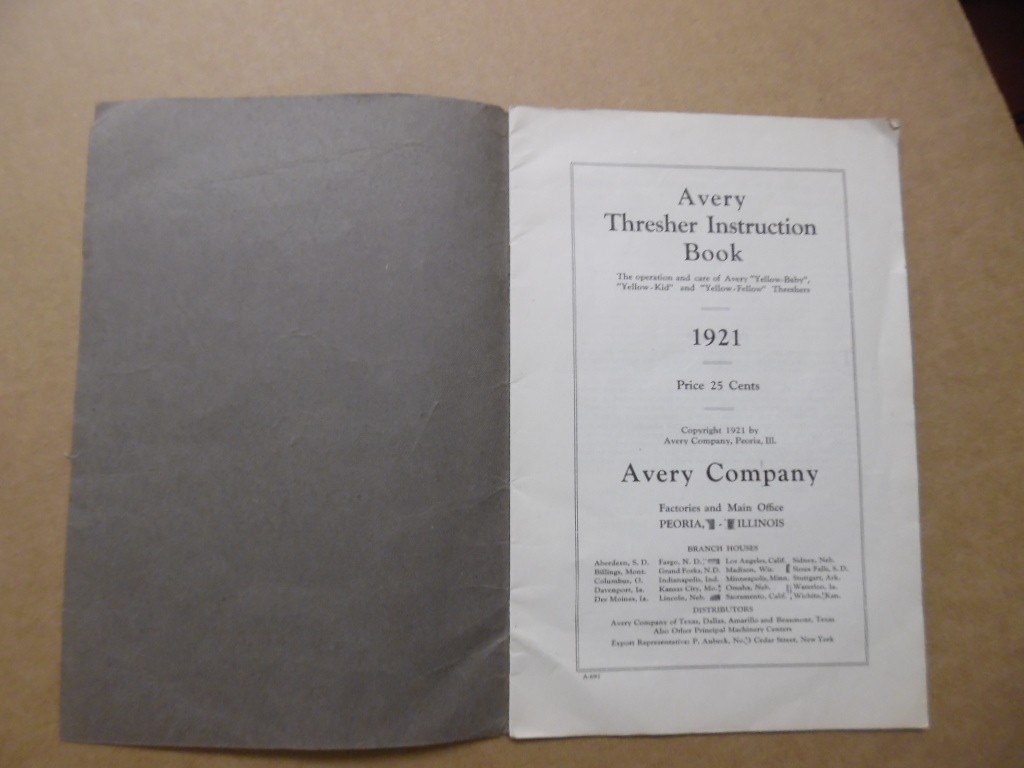 Avery
Thresher Instruction
Book
The operation and care of Avery "Yellow-Baby",
"Yellow-Kid" and "Yellow-Fellow" Threshers
1921
Price 25 Cents
Copyright 1921 by
Avery Company, Peoria, Ill.
Avery Company
Factories and Main Office
PEORIA, - ILLINOIS
BRANCH HOUSES
Aberdeen, S. D. Fargo, N. D. Los Angeles, Calif. Sidney, Neb.
Billings, Mont. Grand Forks, N.D. Madison, Wis. Sioux Falls, S. D.
Columbus, O. Indianapolis, Ind. Minneapolis, Minn. Stuttgart, Ark.
Davenport, Ia. Kansas City, Mo. Omaha, Neb. Waterloo, Ia.
Des Moines, Ia. Lincoln, Neb. Sacramento, Calif. Wichita, Kan.
DISTRIBUTORS
Avery Company of Texas, Dallas, Amarillo and Beaumont, Texas
Also Other Principal Machinery Centers
Export Representative: P. Aubeck, No. 1 Cedar Street, New York